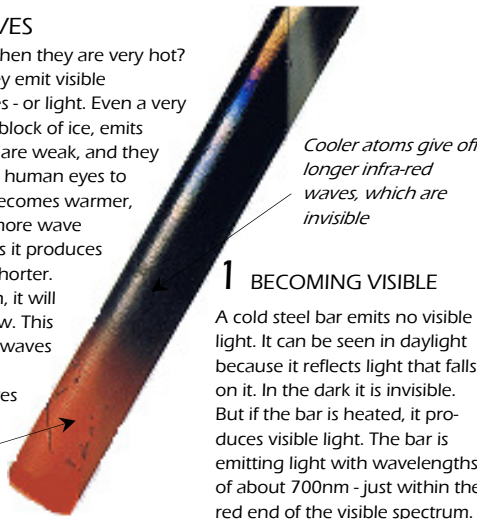 VES
hen they are very hot?
ey emit visible
es - or light. Even a very
block of ice, emits
are weak, and they
human eyes to
ecomes warmer,
more wave
s it produces
horter.
n, it will
w. This
waves
es
Cooler atoms give off
longer infra-red
waves, which are
invisible
1 BECOMING VISIBLE
A cold steel bar emits no visible
light. It can be seen in daylight
because it reflects light that falls
on it. In the dark it is invisible.
But if the bar is heated, it pro-
duces visible light. The bar is
emitting light with wavelengths
of about 700nm - just within the
red end of the visible spectrum.